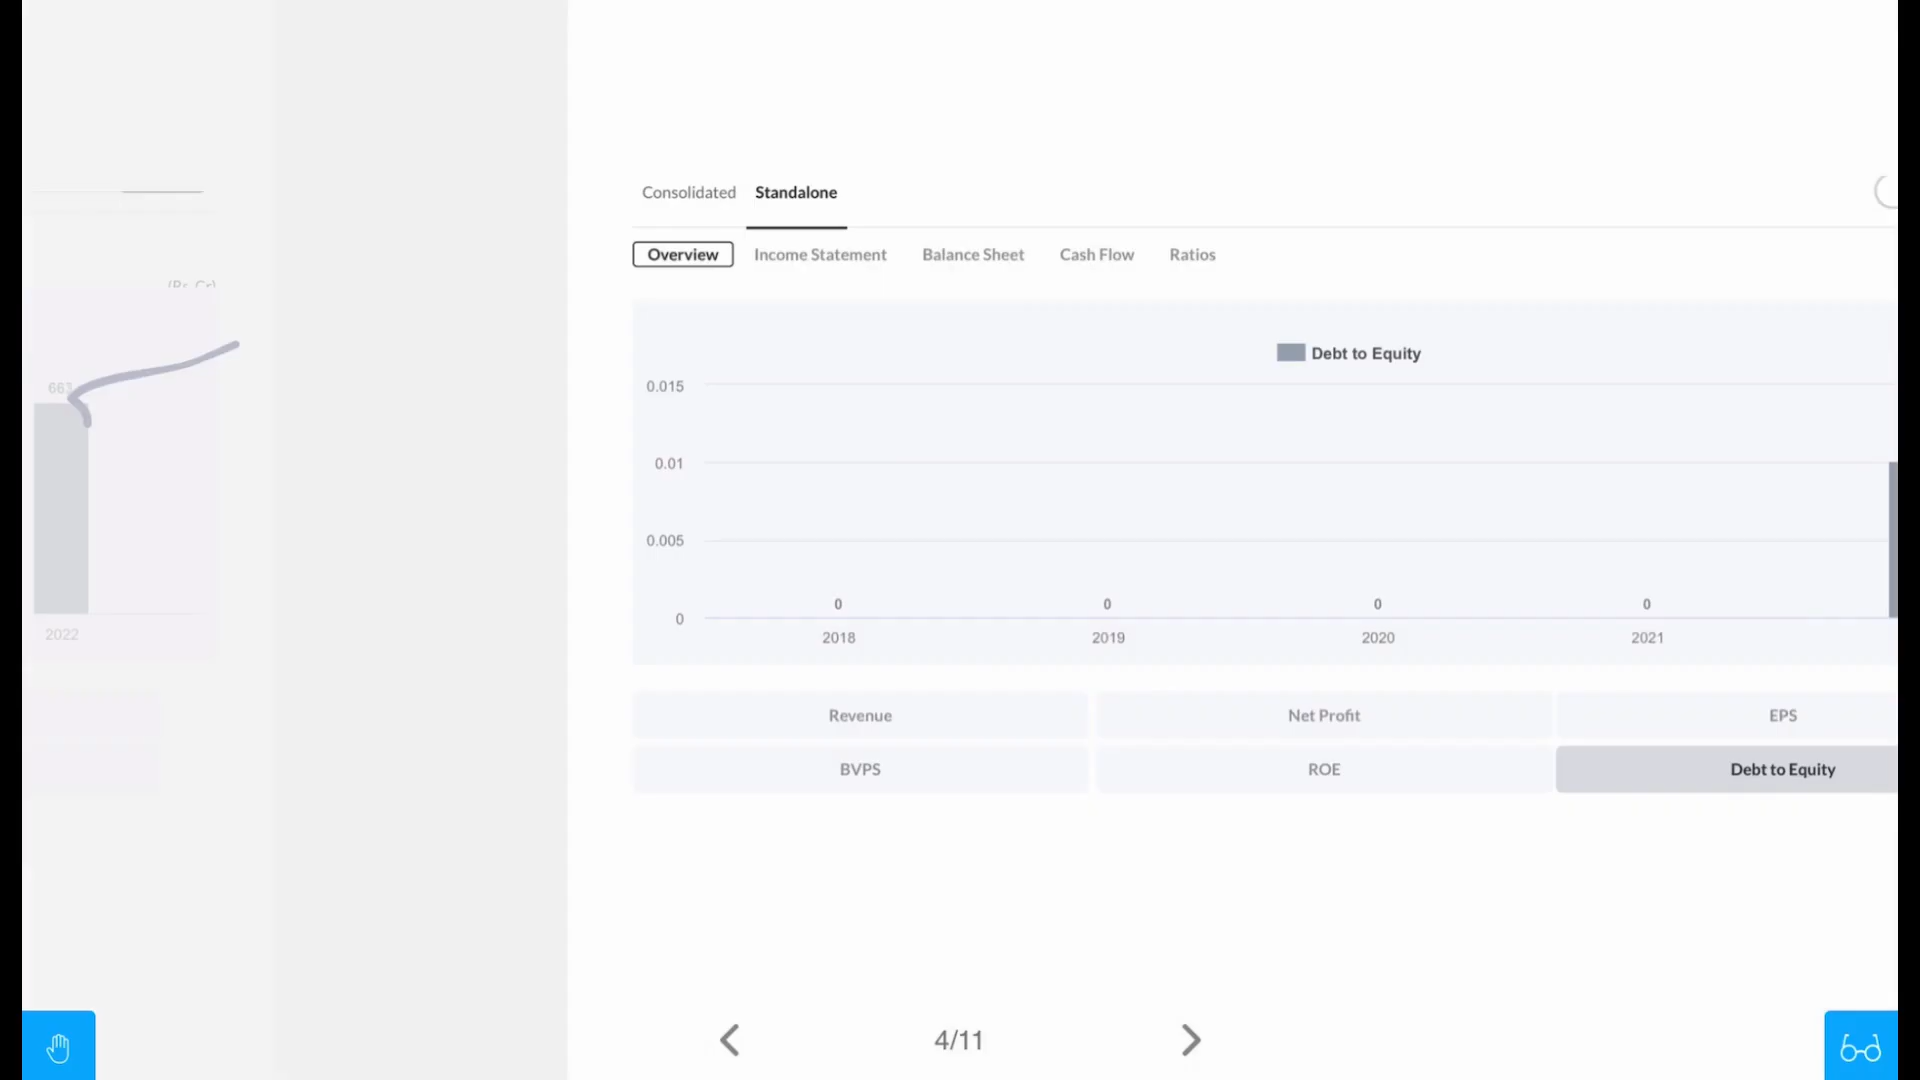 Consolidated Standalone
Overview Income Statement Balance Sheet Cash Flow Ratios
663
2022
Debt to Equity
0.015
0.01
0.005
0
0 0 0 0
2018 2019 2020 2021
Revenue Net Profit EPS
BVPS ROE Debt to Equity
4/11